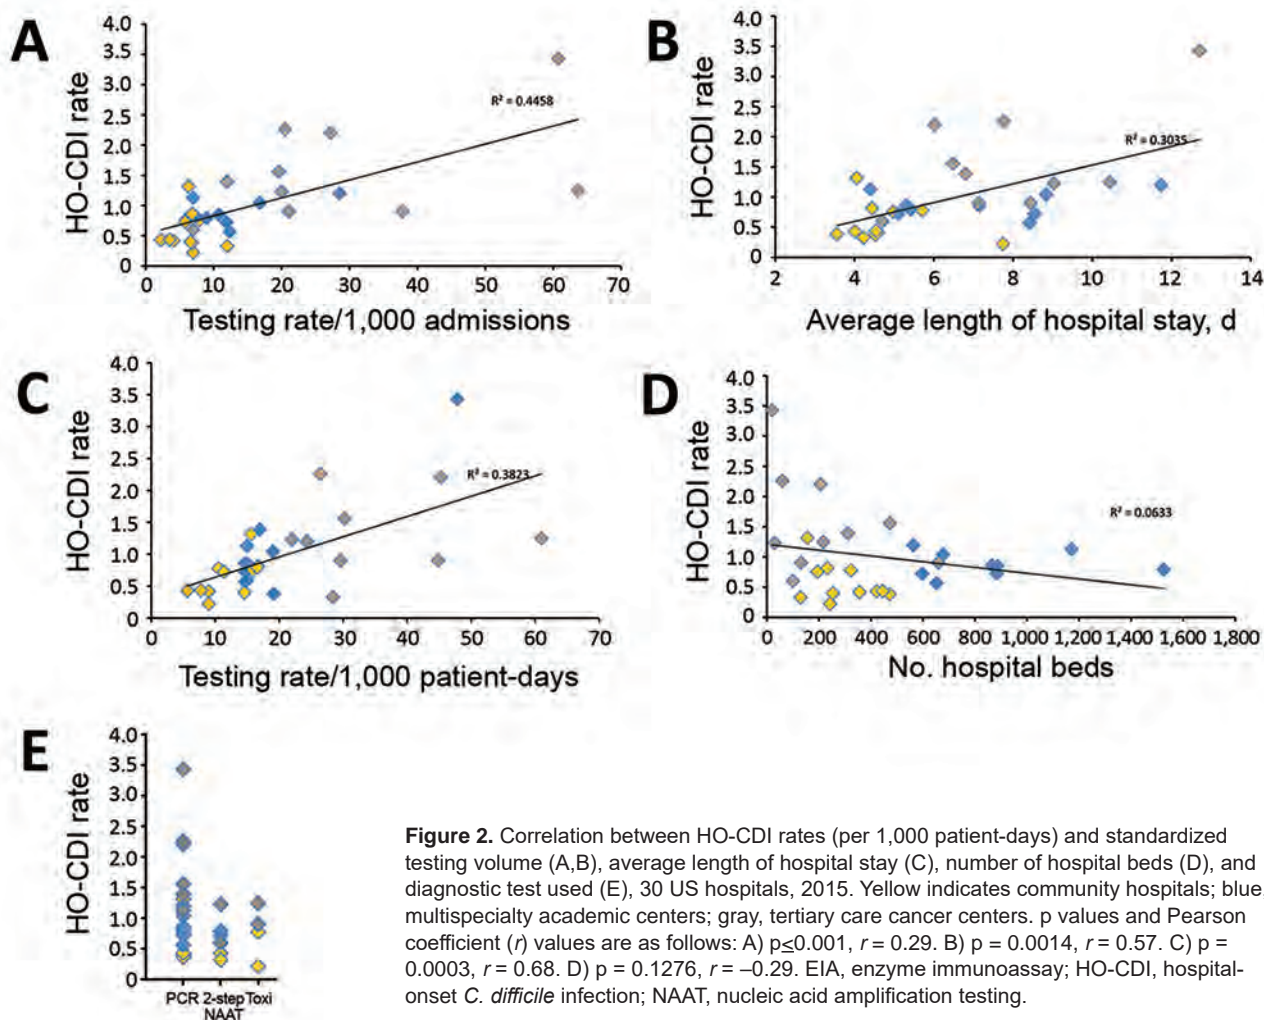 A
HO-CDI rate
4.0
3.5
3.0
2.5
2.0
1.5
1.0
0.5
0
R² = 0.4458
0 10 20 30 40 50 60 70
Testing rate/1,000 admissions
B
HO-CDI rate
4.0
3.5
3.0
2.5
2.0
1.5
1.0
0.5
0
R² = 0.3035
2 4 6 8 10 12 14
Average length of hospital stay, d
C
HO-CDI rate
4.0
3.5
3.0
2.5
2.0
1.5
1.0
0.5
0
R² = 0.3823
0 10 20 30 40 50 60 70
Testing rate/1,000 patient-days
D
HO-CDI rate
4.0
3.5
3.0
2.5
2.0
1.5
1.0
0.5
0
R² = 0.0633
0 200 400 600 800 1,000 1,200 1,400 1,600 1,800
No. hospital beds
E
HO-CDI rate
4.0
3.5
3.0
2.5
2.0
1.5
1.0
0.5
0
PCR 2-step Toxi
NAAT
Figure 2. Correlation between HO-CDI rates (per 1,000 patient-days) and standardized
testing volume (A,B), average length of hospital stay (C), number of hospital beds (D), and
diagnostic test used (E), 30 US hospitals, 2015. Yellow indicates community hospitals; blue,
multispecialty academic centers; gray, tertiary care cancer centers. p values and Pearson
coefficient (r) values are as follows: A) p≤0.001, r = 0.29. B) p = 0.0014, r = 0.57. C) p =
0.0003, r = 0.68. D) p = 0.1276, r = –0.29. EIA, enzyme immunoassay; HO-CDI, hospital-
onset C. difficile infection; NAAT, nucleic acid amplification testing.